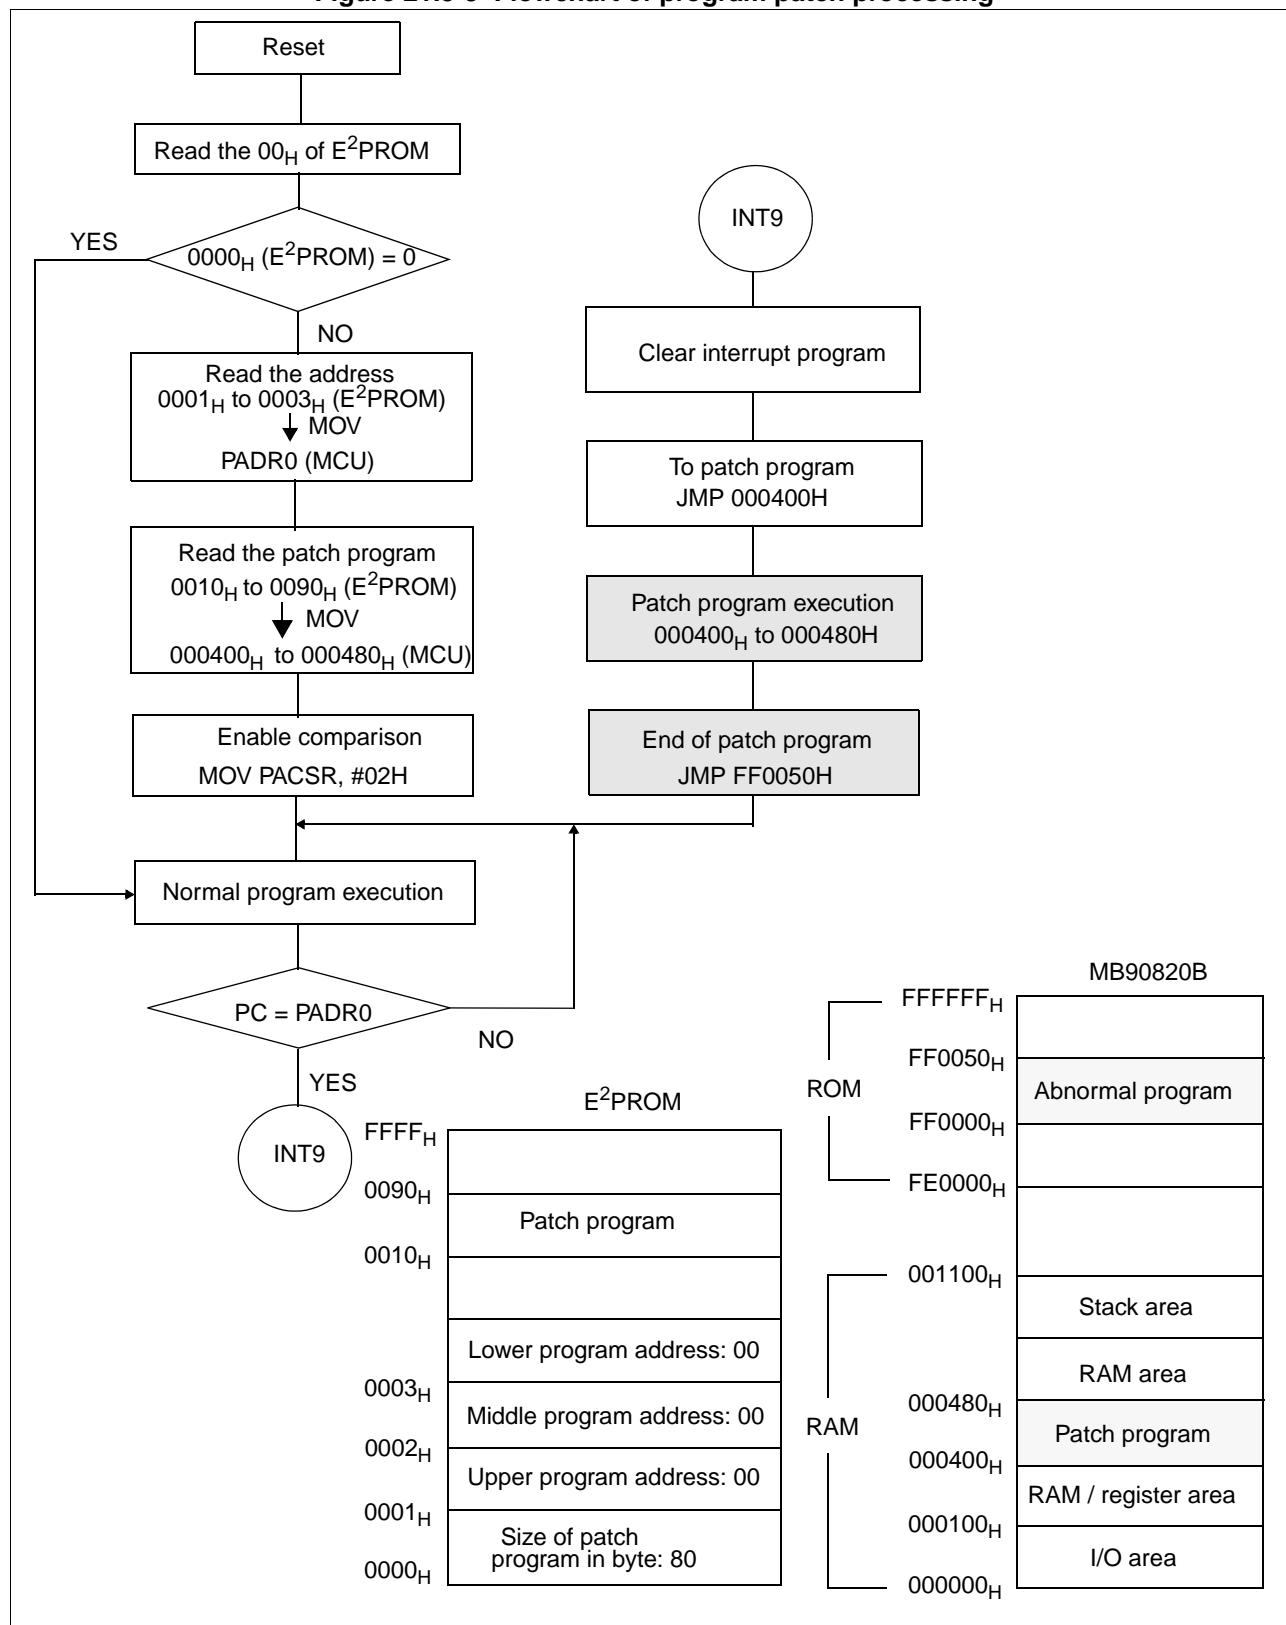 Reset
Read the 00H of E2PROM
YES
0000H (E2PROM) = 0
NO
Read the address
0001H to 0003H (E2PROM)
MOV
PADR0 (MCU)
Read the patch program
0010H to 0090H (E2PROM)
MOV
000400H to 000480H (MCU)
Enable comparison
MOV PACSR, #02H
Normal program execution
PC = PADR0
NO
YES
INT9
INT9
Clear interrupt program
To patch program
JMP 000400H
Patch program execution
000400H to 000480H
End of patch program
JMP FF0050H
E2PROM
FFFFH
0090H
Patch program
0010H
Lower program address: 00
0003H
Middle program address: 00
0002H
Upper program address: 00
0001H
Size of patch
program in byte: 80
0000H
MB90820B
FFFFFFH
FF0050H
ROM
Abnormal program
FF0000H
FE0000H
001100H
Stack area
RAM area
000480H
RAM
Patch program
000400H
RAM / register area
000100H
I/O area
000000H